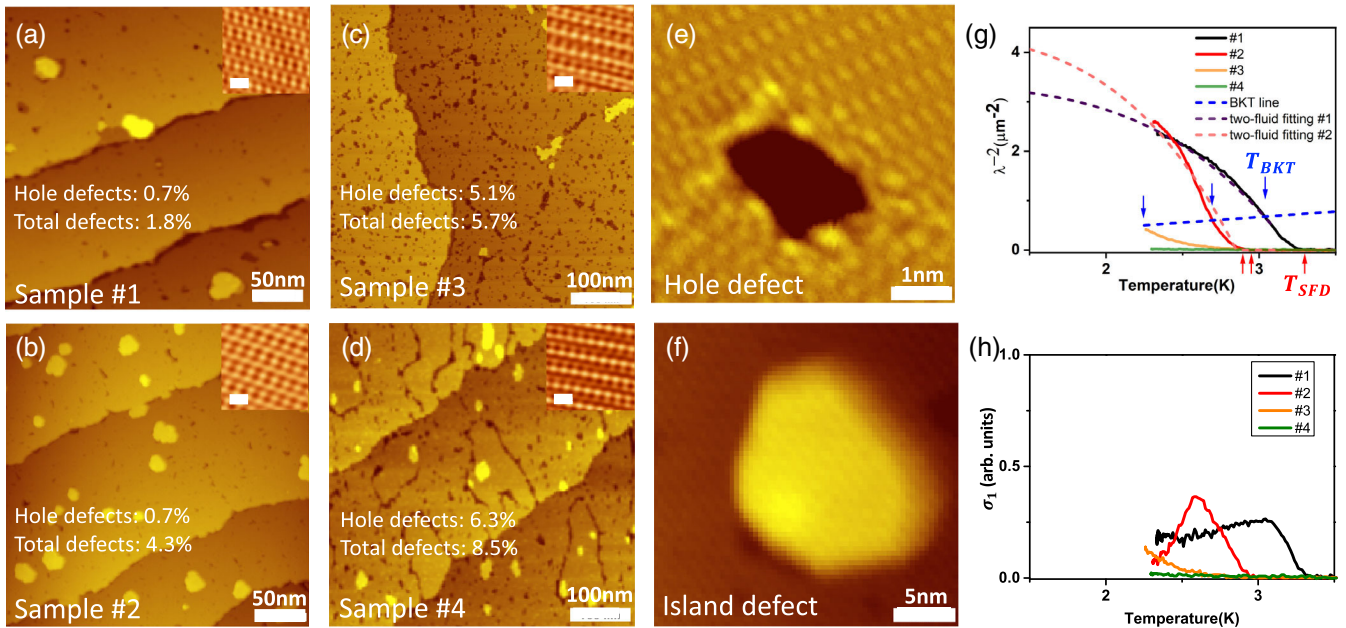 (a)
Hole defects: 0.7%
Total defects: 1.8%
Sample #1
50nm
(b)
Hole defects: 0.7%
Total defects: 4.3%
Sample #2
50nm
(c)
Hole defects: 5.1%
Total defects: 5.7%
Sample #3
100nm
(d)
Hole defects: 6.3%
Total defects: 8.5%
Sample #4
100nm
(e)
Hole defect
1nm
(f)
Island defect
5nm
(g)
#1
#2
#3
#4
BKT line
two-fluid fitting #1
two-fluid fitting #2
T_BKT
T_SFD
λ⁻²(μm⁻²)
4
2
0
2
3
Temperature(K)
(h)
#1
#2
#3
#4
σ₁ (arb. units)
1.0
0.5
0.0
2
3
Temperature(K)